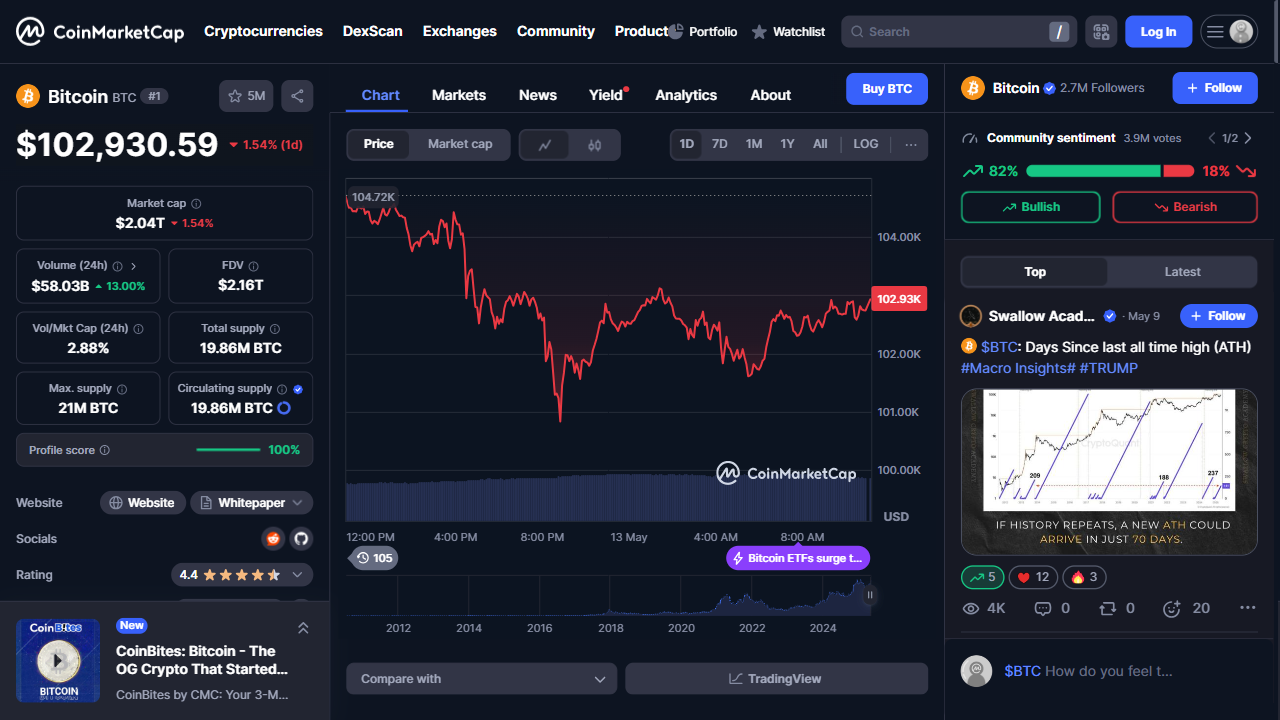 CoinMarketCap
Cryptocurrencies
DexScan
Exchanges
Community
Product
Portfolio
Watchlist
Search
/
Log In
Bitcoin BTC #1
5M
$102,930.59
1.54% (1d)
Market cap
$2.04T 1.54%
Volume (24h)
$58.03B 13.00%
FDV
$2.16T
Vol/Mkt Cap (24h)
2.88%
Total supply
19.86M BTC
Max. supply
21M BTC
Circulating supply
19.86M BTC
Profile score 100%
Website
Website
Whitepaper
Socials
Rating
4.4
CoinBites
BITCOIN
New
CoinBites: Bitcoin - The
OG Crypto That Started...
CoinBites by CMC: Your 3-M...
Chart
Markets
News
Yield
Analytics
About
Buy BTC
Price
Market cap
1D
7D
1M
1Y
All
LOG
...
104.72K
104.00K
102.93K
102.00K
101.00K
100.00K
CoinMarketCap
USD
12:00 PM
4:00 PM
8:00 PM
13 May
4:00 AM
8:00 AM
105
Bitcoin ETFs surge t...
2012
2014
2016
2018
2020
2022
2024
Compare with
TradingView
Bitcoin 2.7M Followers
+ Follow
Community sentiment 3.9M votes
1/2
82%
18%
Bullish
Bearish
Top
Latest
Swallow Acad... · May 9
+ Follow
$BTC: Days Since last all time high (ATH)
#Macro Insights# #TRUMP
CryptoQuant
209
188
237
IF HISTORY REPEATS, A NEW ATH COULD
ARRIVE IN JUST 70 DAYS.
5
12
3
4K
0
0
20
$BTC How do you feel t...